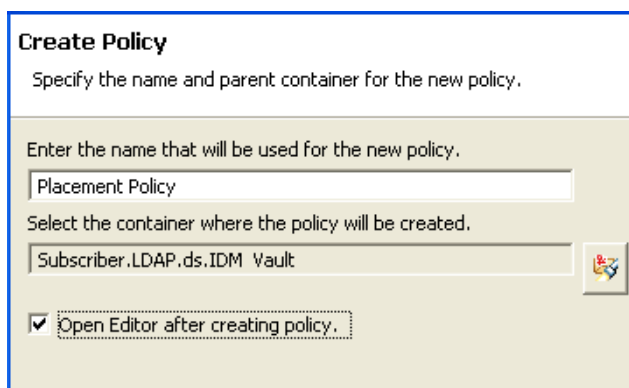 Create Policy
Specify the name and parent container for the new policy.
Enter the name that will be used for the new policy.
Placement Policy
Select the container where the policy will be created.
Subscriber.LDAP.ds.IDM Vault
Open Editor after creating policy.